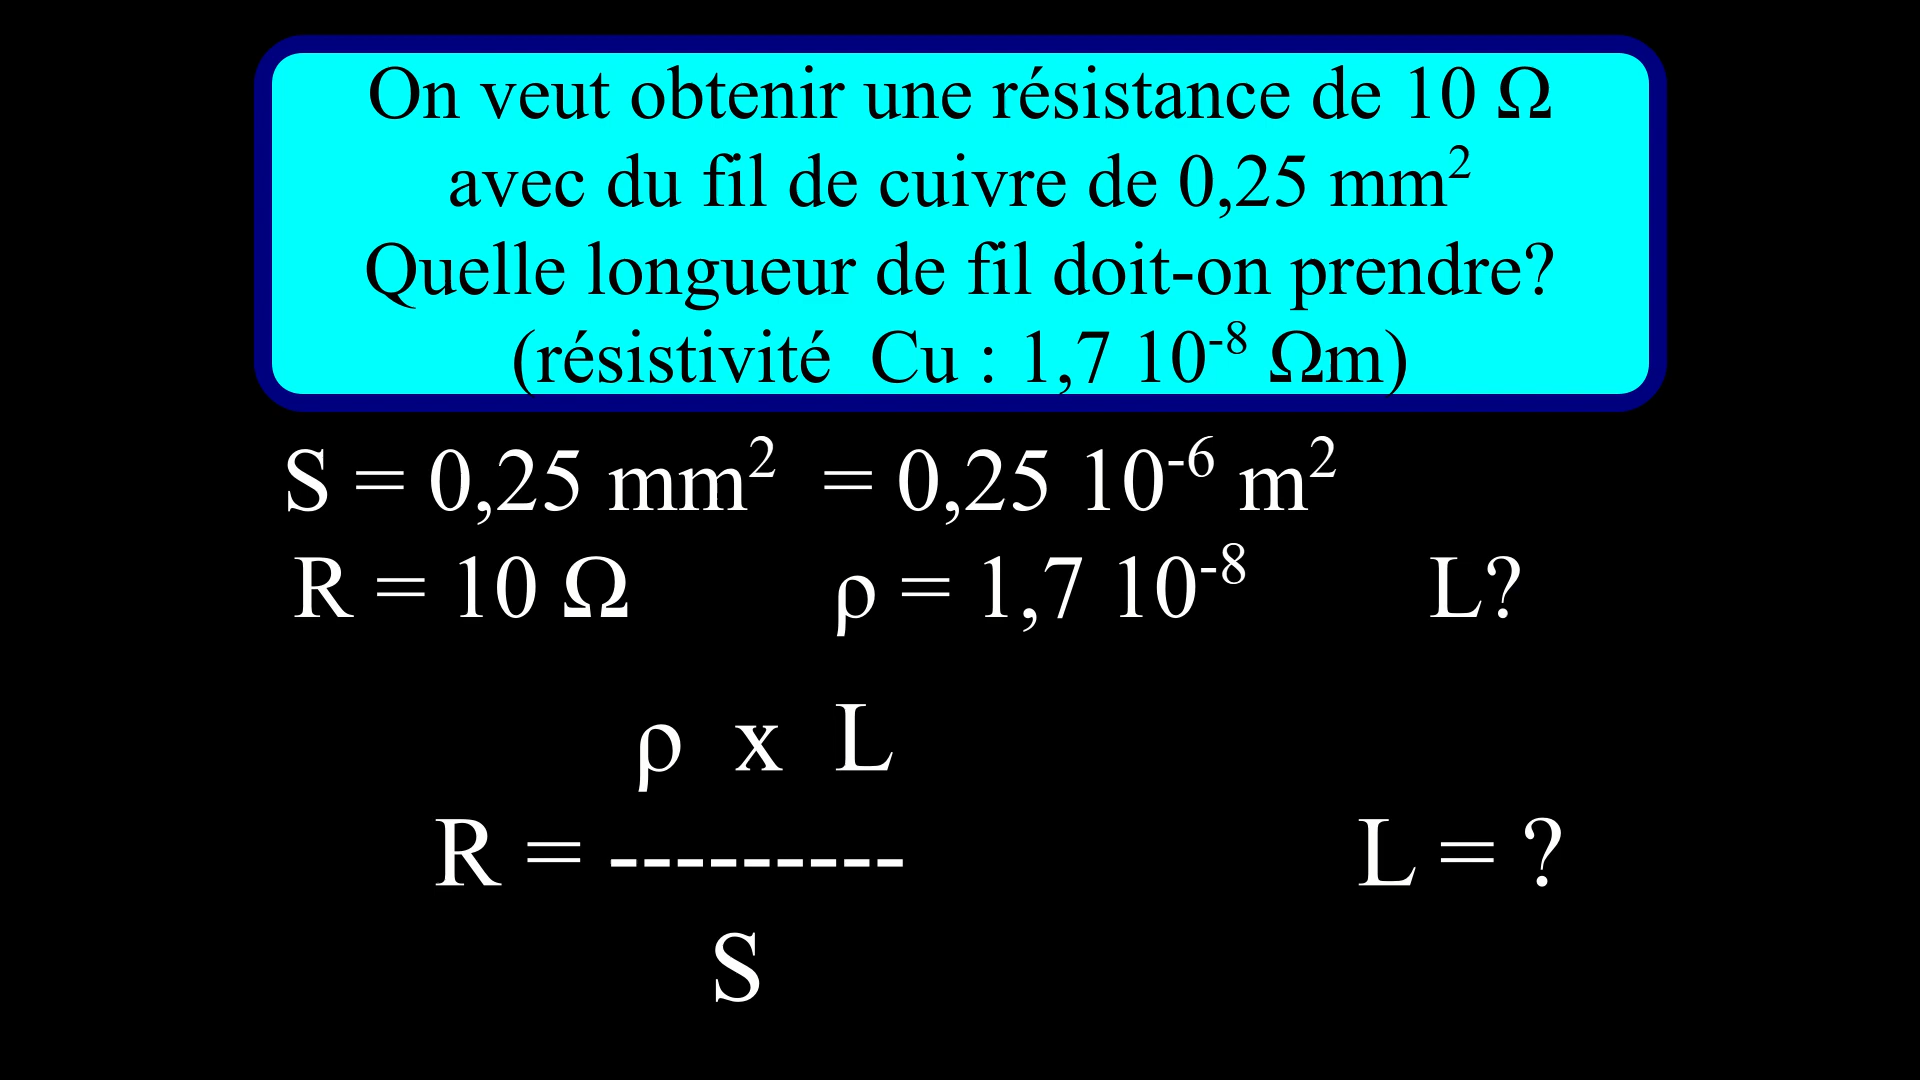 On veut obtenir une résistance de 10 Ω
avec du fil de cuivre de 0,25 mm²
Quelle longueur de fil doit-on prendre?
(résistivité  Cu : 1,7 10⁻⁸ Ωm)
S = 0,25 mm²  = 0,25 10⁻⁶ m²
R = 10 Ω ρ = 1,7 10⁻⁸ L?
ρ x L
R = --------- L = ?
S